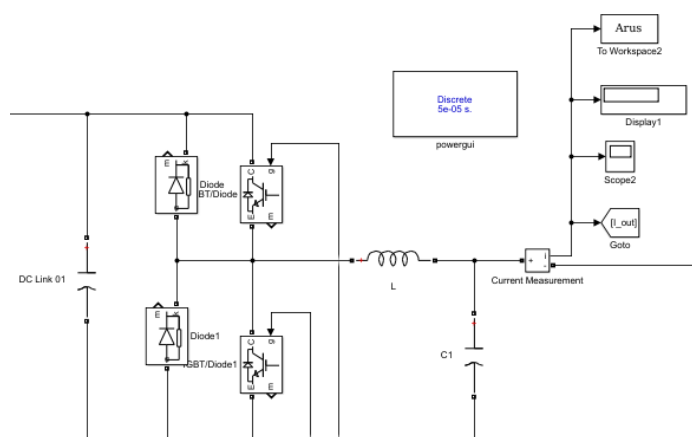 Arus
To Workspace2
Discrete
5e-05 s.
powergui
Display1
Diode
BT/Diode
Scope2
[I_out]
Goto
DC Link 01
L
Current Measurement
Diode1
IGBT/Diode1
C1
m
k
a
g
C
E
m
i
+
-
m
k
a
g
C
E
m
+
+
+